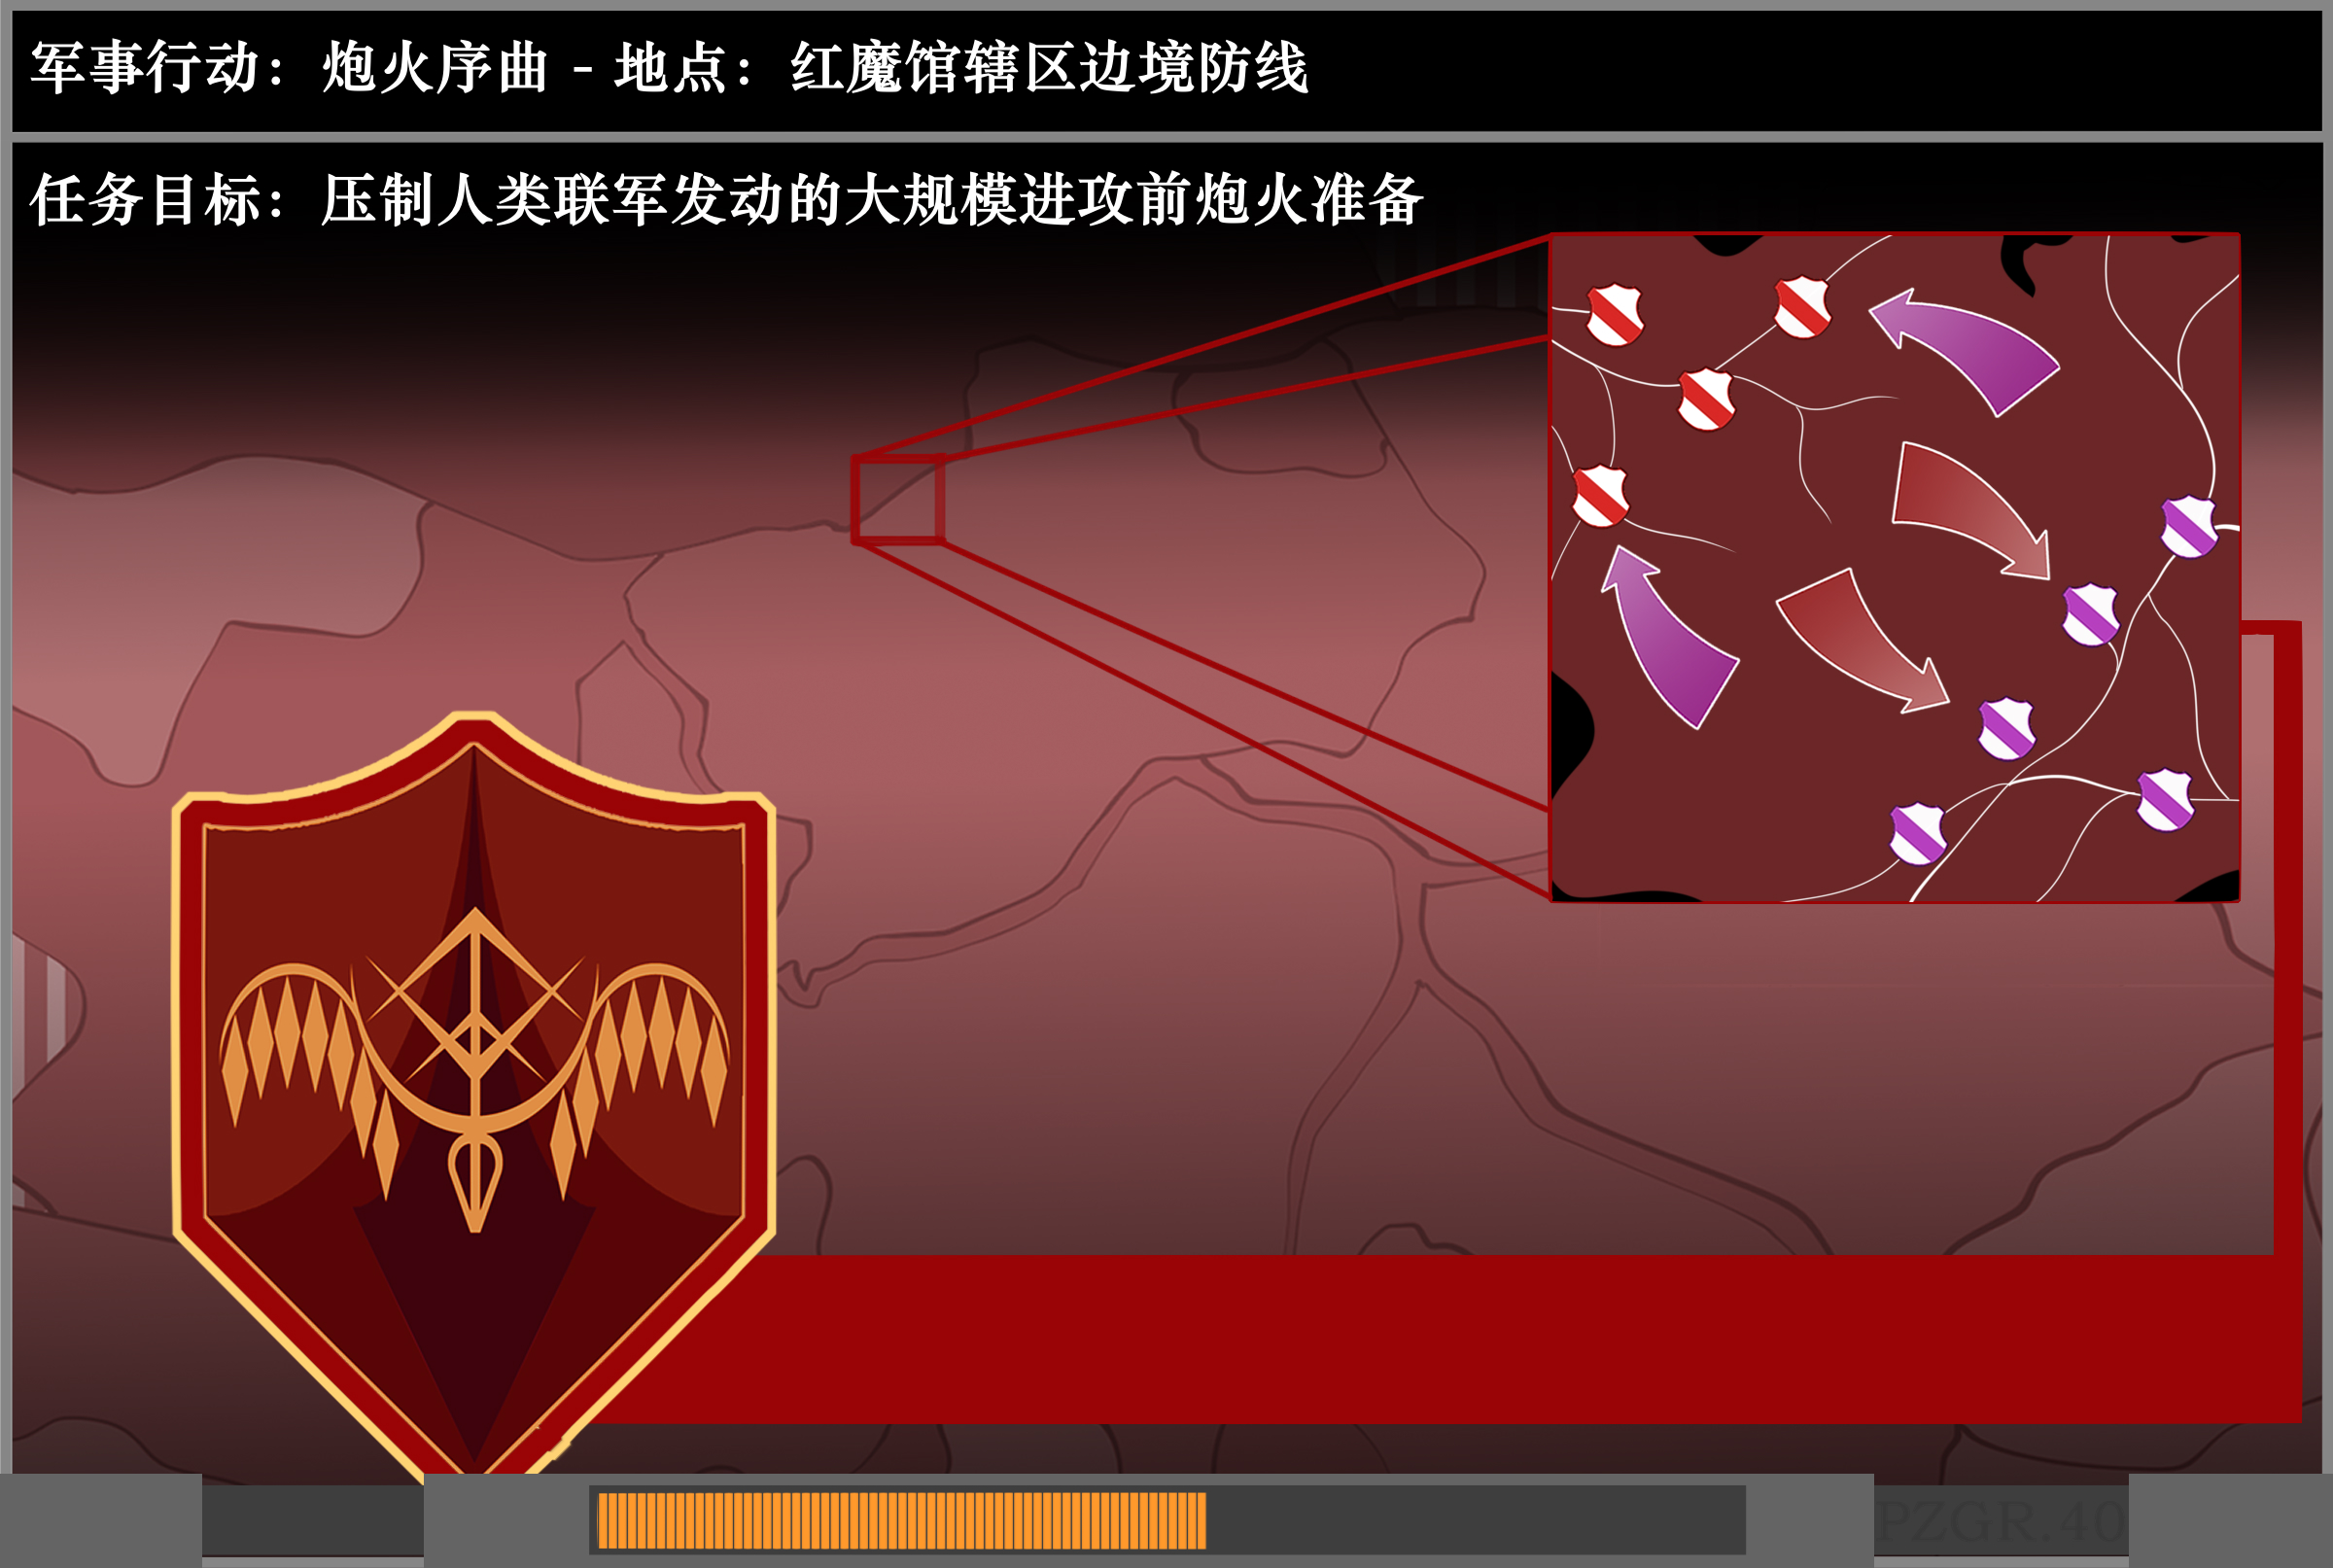 军事行动：炮火序曲 - 地点：红魔馆辖区边境防线
任务目标：压制人类联军发动的大规模进攻前炮火准备
PZGR.40